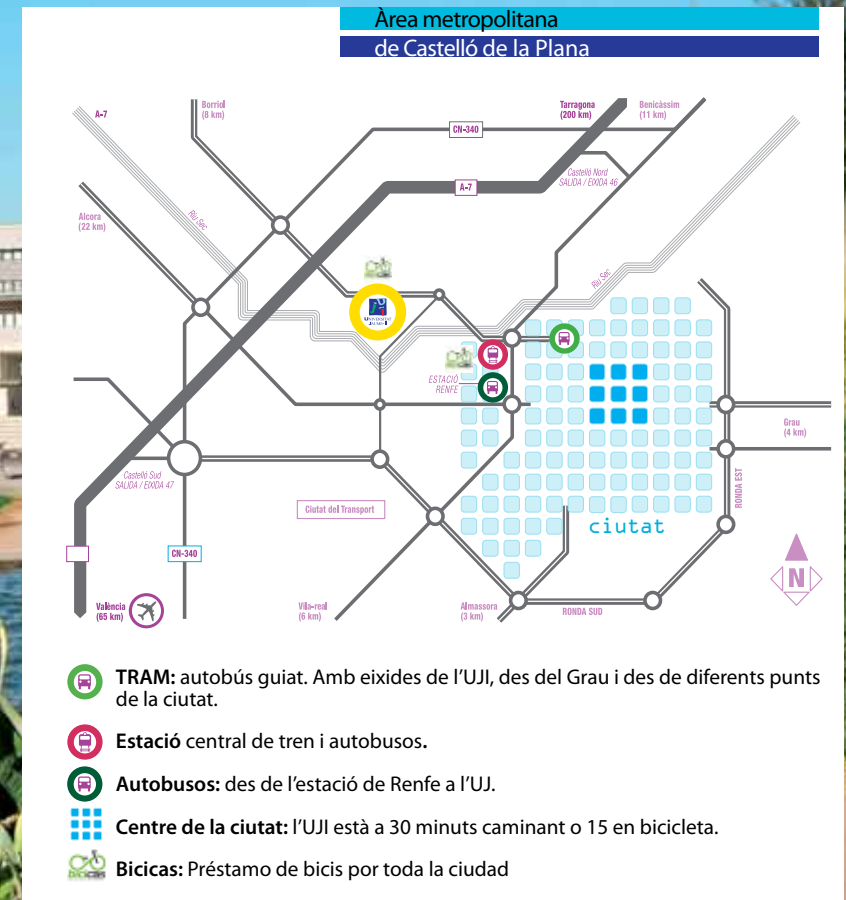 Àrea metropolitana
de Castelló de la Plana
A-7
Borriol
(8 km)
Tarragona
(200 km)
Benicàssim
(11 km)
CN-340
Castelló Nord
SALIDA / EIXIDA 46
A-7
Alcora
(22 km)
Riu Sec
Riu Sec
UNIVERSITAT
JAUME·I
ESTACIÓ
RENFE
Grau
(4 km)
Castelló Sud
SALIDA / EIXIDA 47
RONDA EST
Ciutat del Transport
ciutat
CN-340
N
València
(65 km)
Vila-real
(6 km)
Almassora
(3 km)
RONDA SUD
TRAM: autobús guiat. Amb eixides de l’UJI, des del Grau i des de diferents punts
de la ciutat.
Estació central de tren i autobusos.
Autobusos: des de l’estació de Renfe a l’UJ.
Centre de la ciutat: l’UJI està a 30 minuts caminant o 15 en bicicleta.
bicicas
Bicicas: Préstamo de bicis por toda la ciudad